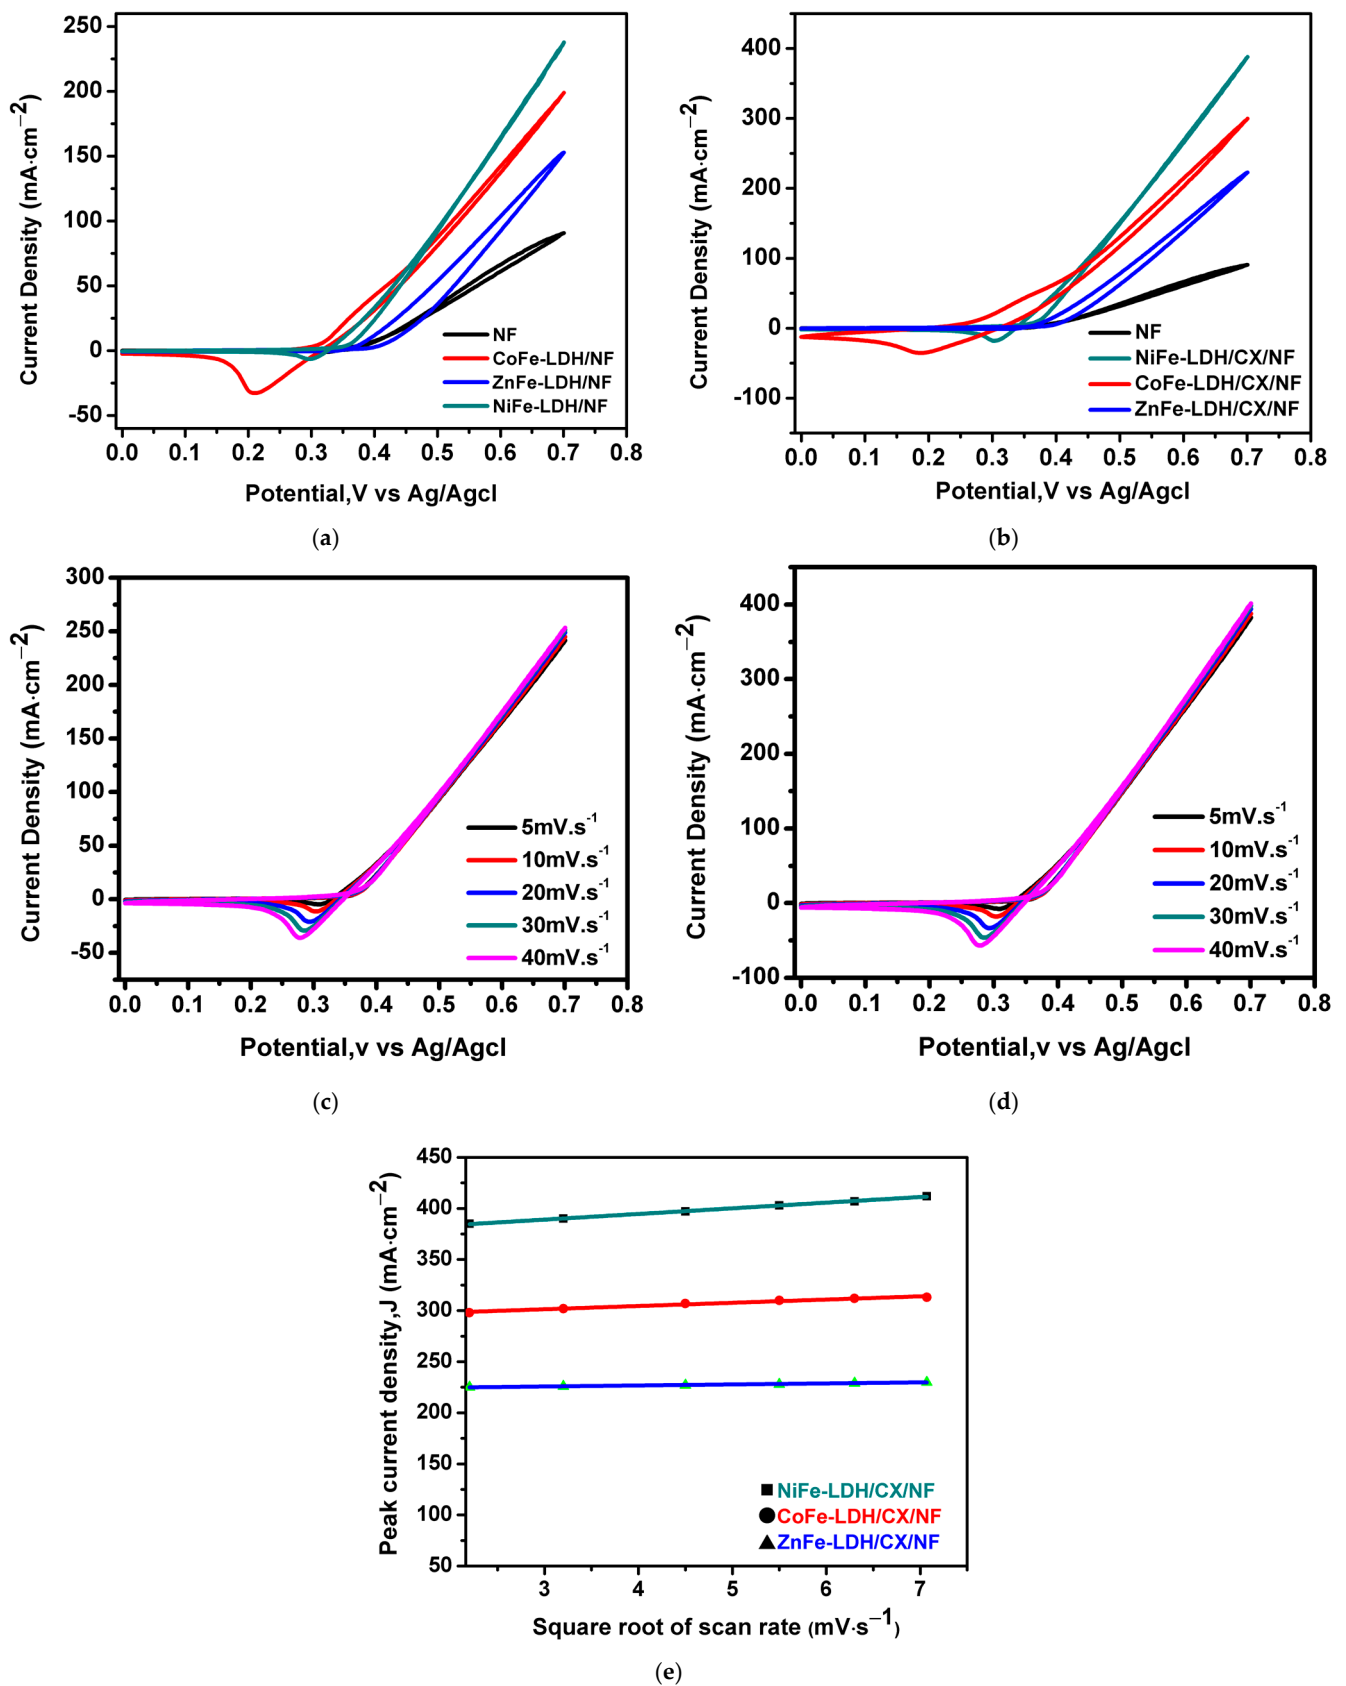 250
200
150
100
50
0
-50
0.0 0.1 0.2 0.3 0.4 0.5 0.6 0.7 0.8
Current Density (mA·cm−2)
Potential,V vs Ag/Agcl
NF
CoFe-LDH/NF
ZnFe-LDH/NF
NiFe-LDH/NF
(a)
400
300
200
100
0
-100
0.0 0.1 0.2 0.3 0.4 0.5 0.6 0.7 0.8
Current Density (mA·cm−2)
Potential,V vs Ag/Agcl
NF
NiFe-LDH/CX/NF
CoFe-LDH/CX/NF
ZnFe-LDH/CX/NF
(b)
300
250
200
150
100
50
0
-50
0.0 0.1 0.2 0.3 0.4 0.5 0.6 0.7 0.8
Current Density (mA·cm−2)
Potential,v vs Ag/Agcl
5mV.s-1
10mV.s-1
20mV.s-1
30mV.s-1
40mV.s-1
(c)
400
300
200
100
0
-100
0.0 0.1 0.2 0.3 0.4 0.5 0.6 0.7 0.8
Current Density (mA·cm−2)
Potential,v vs Ag/Agcl
5mV.s-1
10mV.s-1
20mV.s-1
30mV.s-1
40mV.s-1
(d)
450
400
350
300
250
200
150
100
50
3 4 5 6 7
Peak current density,J (mA·cm−2)
Square root of scan rate (mV·s−1)
NiFe-LDH/CX/NF
CoFe-LDH/CX/NF
ZnFe-LDH/CX/NF
(e)